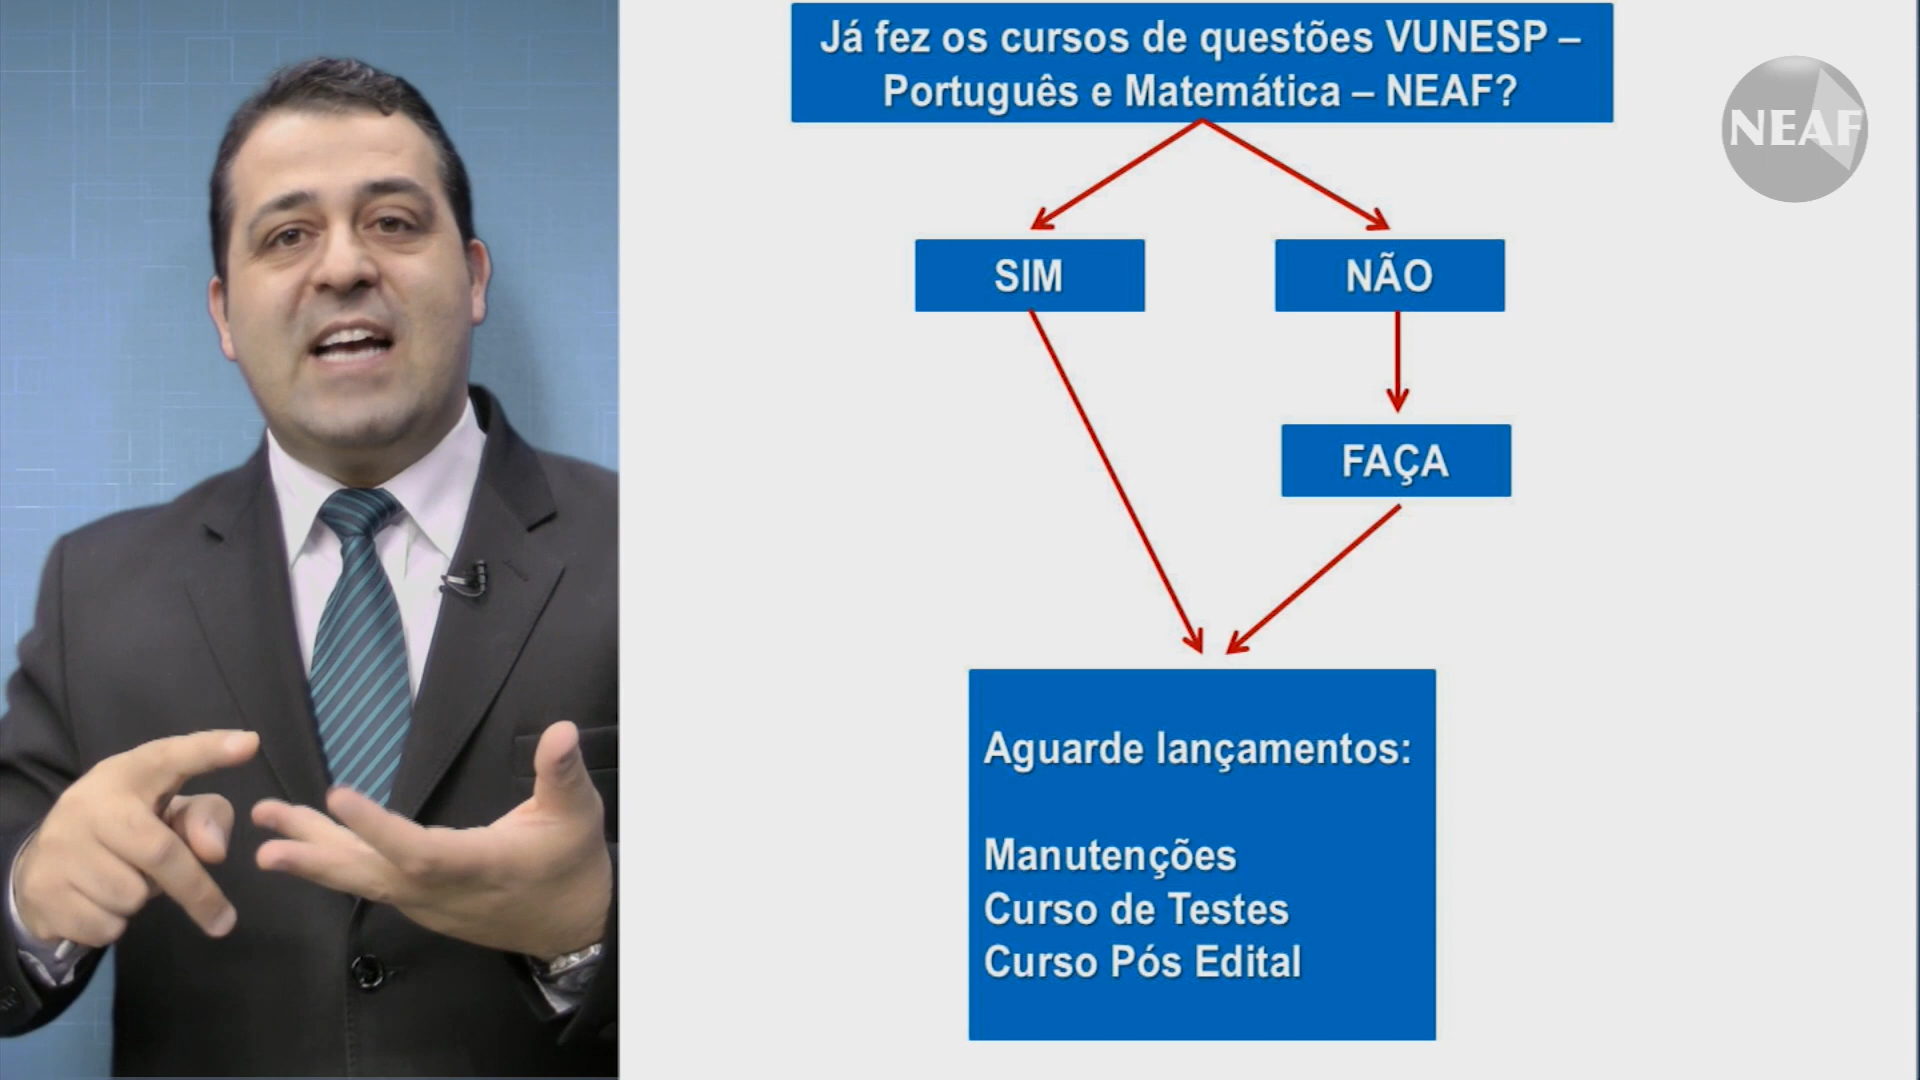 Já fez os cursos de questões VUNESP –
Português e Matemática – NEAF?
NEAF
SIM
NÃO
FAÇA
Aguarde lançamentos:
Manutenções
Curso de Testes
Curso Pós Edital